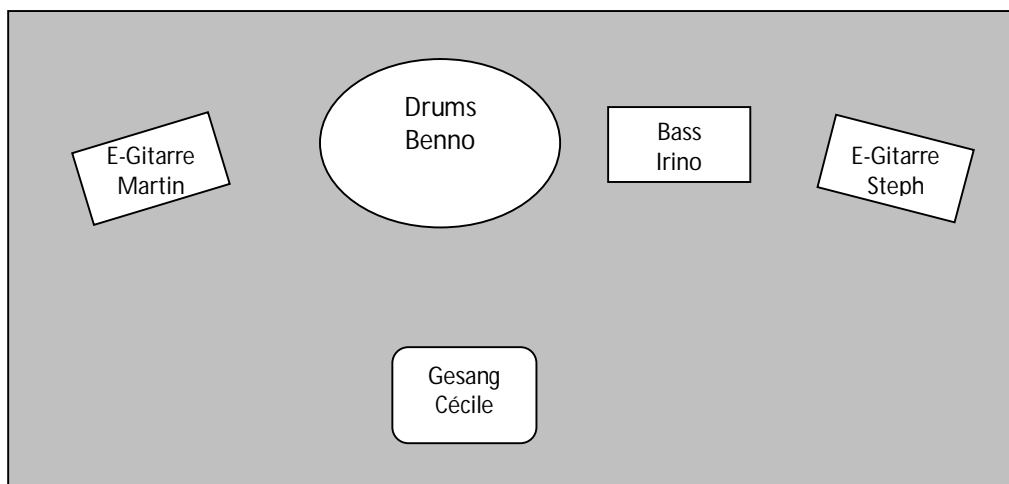 E-Gitarre
Martin
Drums
Benno
Bass
Irino
E-Gitarre
Steph
Gesang
Cécile